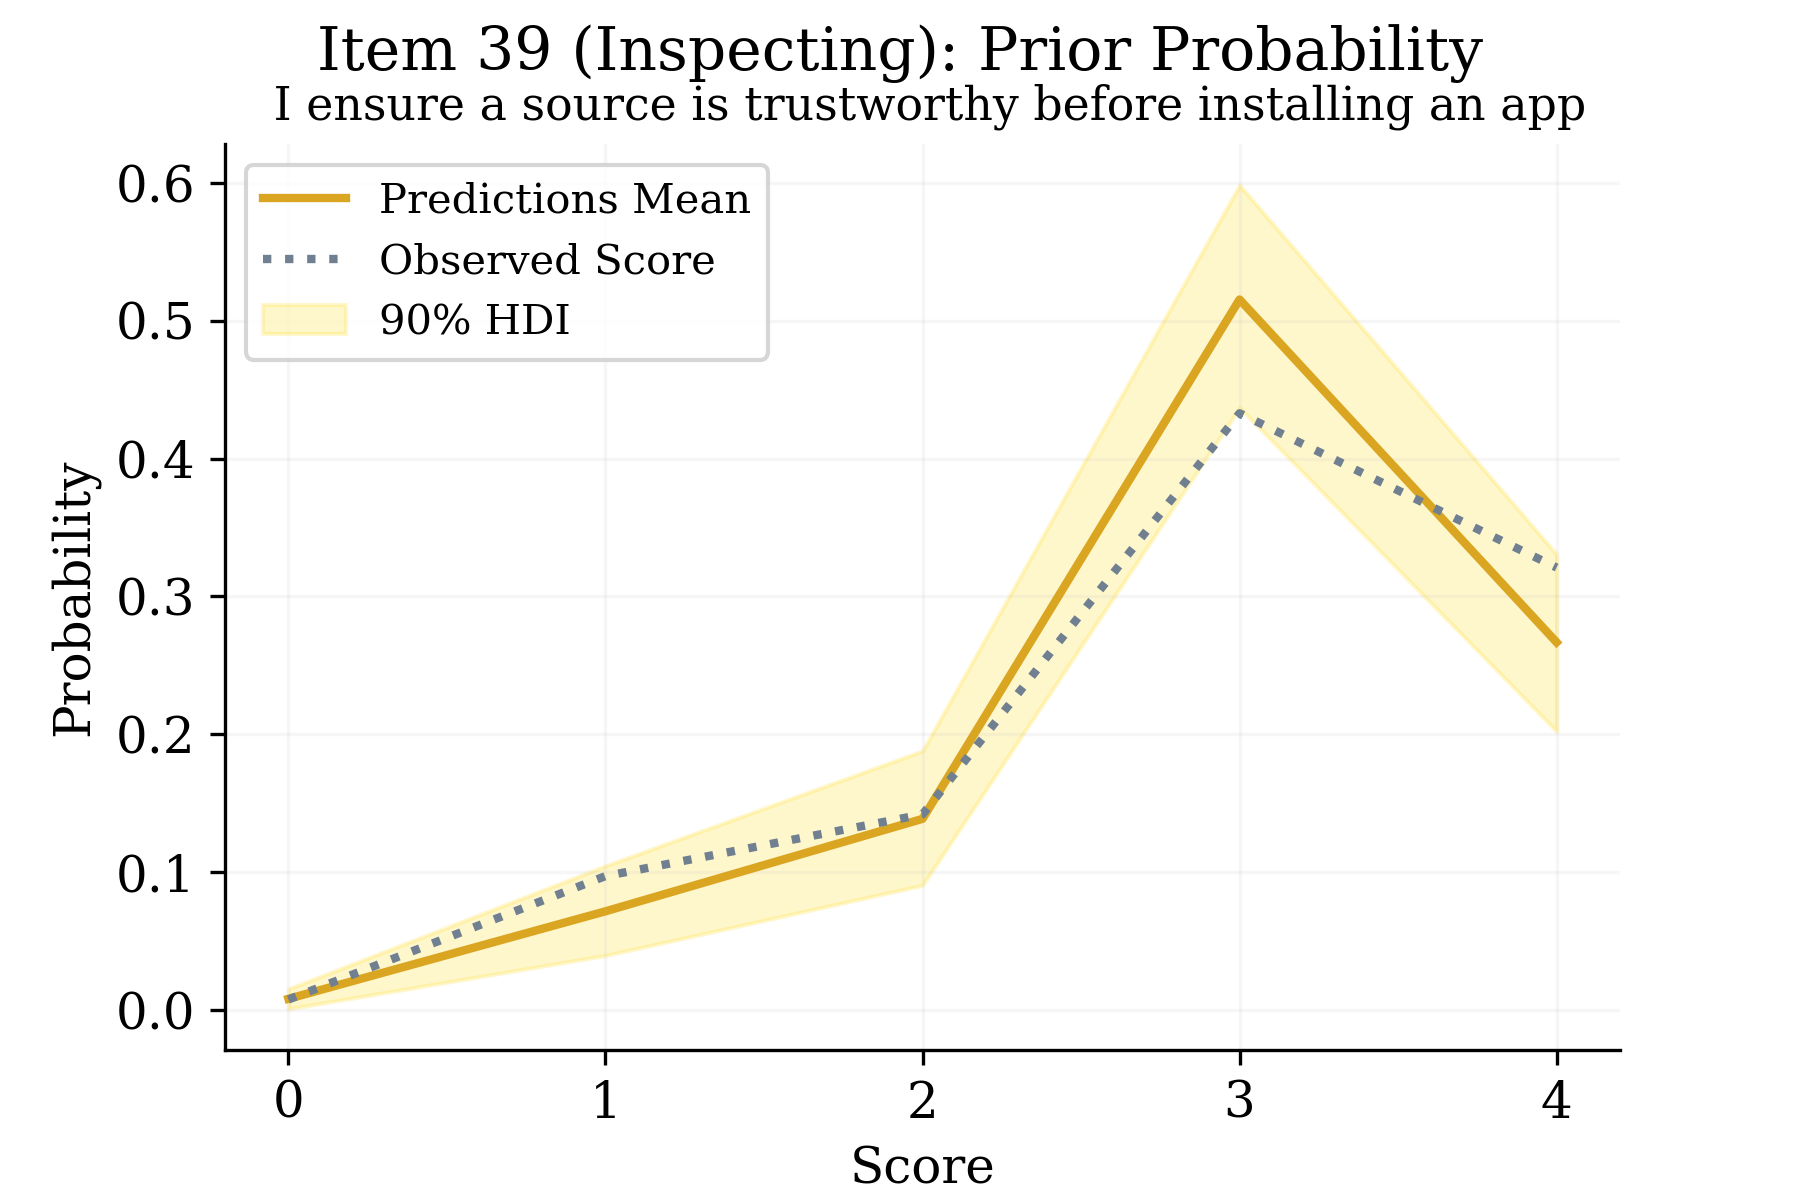 Item 39 (Inspecting): Prior Probability
I ensure a source is trustworthy before installing an app
Predictions Mean
Observed Score
90% HDI
Probability
0.6
0.5
0.4
0.3
0.2
0.1
0.0
0 1 2 3 4
Score